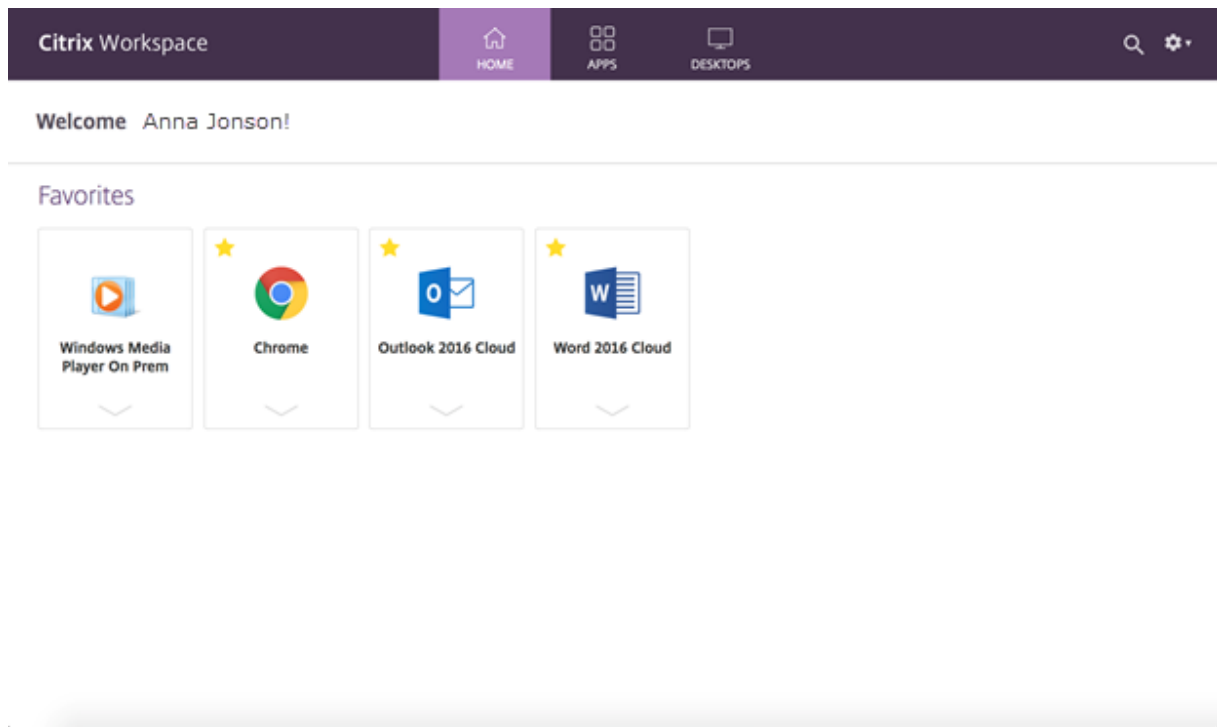 Citrix Workspace
HOME
APPS
DESKTOPS
Welcome Anna Jonson!
Favorites
Windows Media
Player On Prem
Chrome
Outlook 2016 Cloud
Word 2016 Cloud